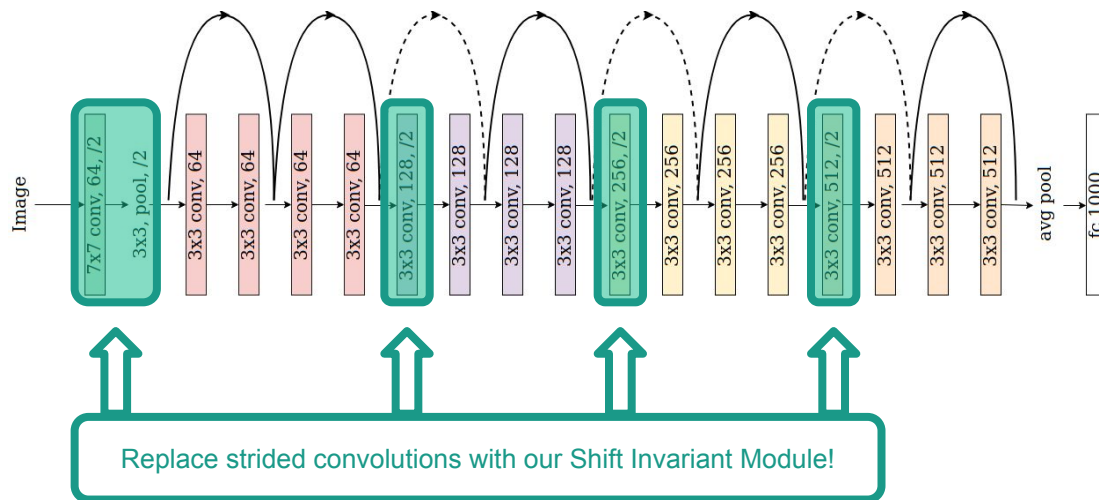 Image
7x7 conv, 64, /2
3x3, pool, /2
3x3 conv, 64
3x3 conv, 64
3x3 conv, 64
3x3 conv, 64
3x3 conv, 128, /2
3x3 conv, 128
3x3 conv, 128
3x3 conv, 128
3x3 conv, 256, /2
3x3 conv, 256
3x3 conv, 256
3x3 conv, 256
3x3 conv, 512, /2
3x3 conv, 512
3x3 conv, 512
3x3 conv, 512
avg pool
fc 1000
Replace strided convolutions with our Shift Invariant Module!